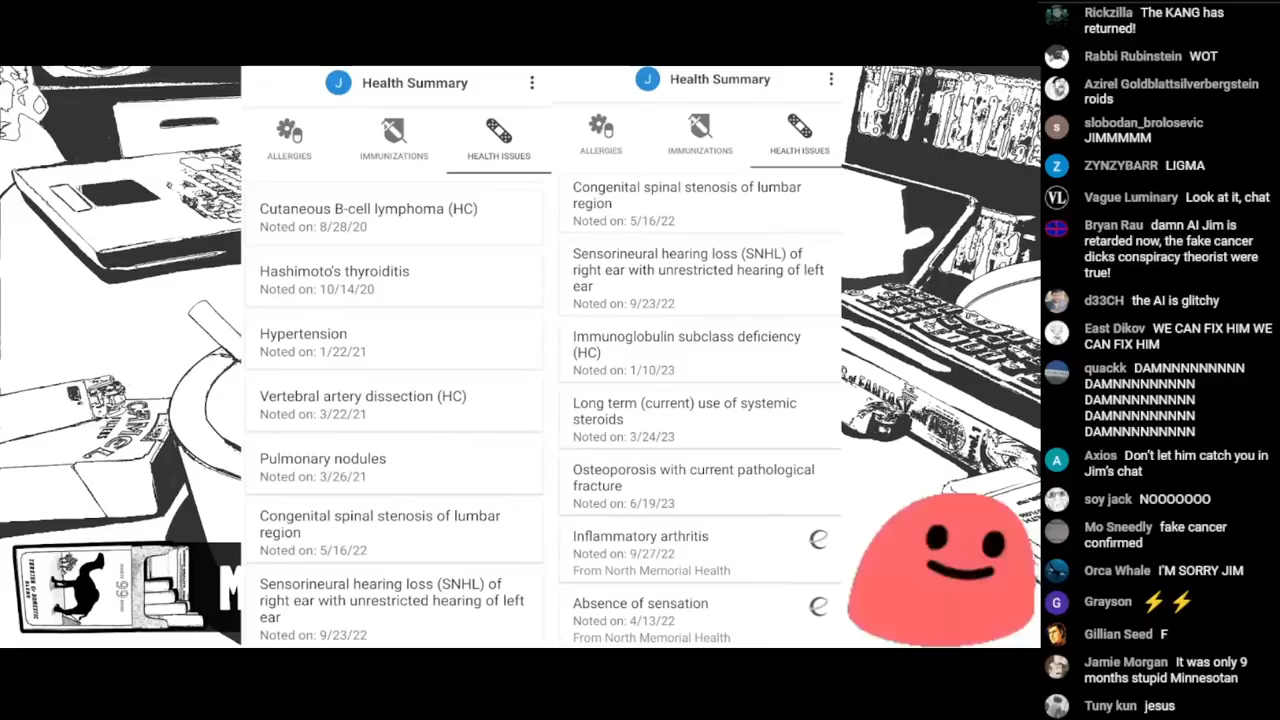 J Health Summary
ALLERGIES
IMMUNIZATIONS
HEALTH ISSUES
Cutaneous B-cell lymphoma (HC)
Noted on: 8/28/20
Hashimoto's thyroiditis
Noted on: 10/14/20
Hypertension
Noted on: 1/22/21
Vertebral artery dissection (HC)
Noted on: 3/22/21
Pulmonary nodules
Noted on: 3/26/21
Congenital spinal stenosis of lumbar
region
Noted on: 5/16/22
Sensorineural hearing loss (SNHL) of
right ear with unrestricted hearing of left
ear
Noted on: 9/23/22
J Health Summary
ALLERGIES
IMMUNIZATIONS
HEALTH ISSUES
Congenital spinal stenosis of lumbar
region
Noted on: 5/16/22
Sensorineural hearing loss (SNHL) of
right ear with unrestricted hearing of left
ear
Noted on: 9/23/22
Immunoglobulin subclass deficiency
(HC)
Noted on: 1/10/23
Long term (current) use of systemic
steroids
Noted on: 3/24/23
Osteoporosis with current pathological
fracture
Noted on: 6/19/23
Inflammatory arthritis
Noted on: 9/27/22
From North Memorial Health
Absence of sensation
Noted on: 4/13/22
From North Memorial Health
CAMEL
99
M
Rickzilla The KANG has
returned!
Rabbi Rubinstein WOT
Azirel Goldblattsilverbergstein
roids
s slobodan_brolosevic
JIMMMMM
Z ZYNZYBARR LIGMA
VL Vague Luminary Look at it, chat
Bryan Rau damn AI Jim is
retarded now, the fake cancer
dicks conspiracy theorist were
true!
d33CH the AI is glitchy
East Dikov WE CAN FIX HIM WE
CAN FIX HIM
quackk DAMNNNNNNNNN
DAMNNNNNNNNN
DAMNNNNNNNNN
DAMNNNNNNNNN
DAMNNNNNNNNN
A Axios Don't let him catch you in
Jim's chat
soy jack NOOOOOOO
Mo Sneedly fake cancer
confirmed
Orca Whale I'M SORRY JIM
G Grayson ⚡⚡
Gillian Seed F
Jamie Morgan It was only 9
months stupid Minnesotan
Tuny kun jesus